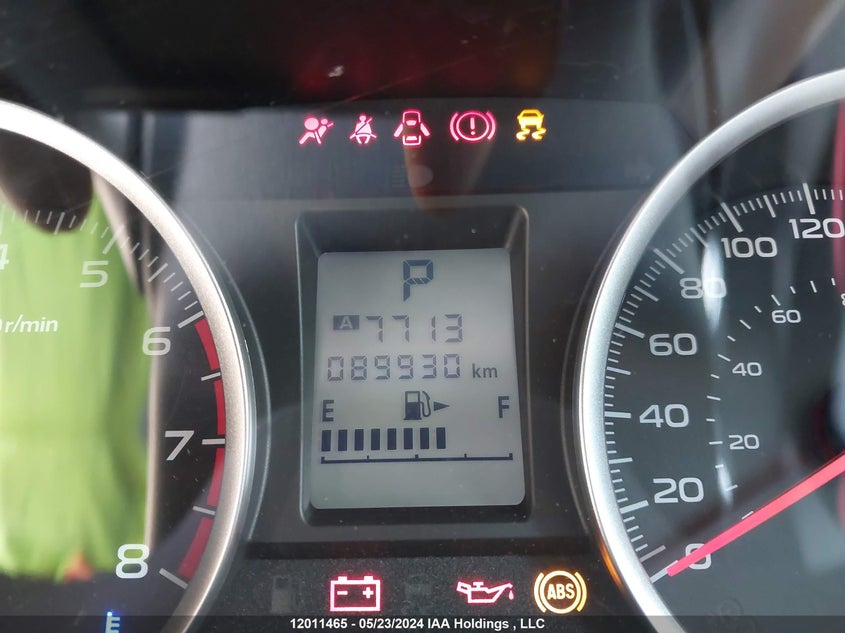 P
A 7713
089930 km
E F
4 5 6 7 8
r/min
0 20 40 60 80 100 120
20 40 60
ABS
E
12011465 - 05/23/2024 IAA Holdings , LLC